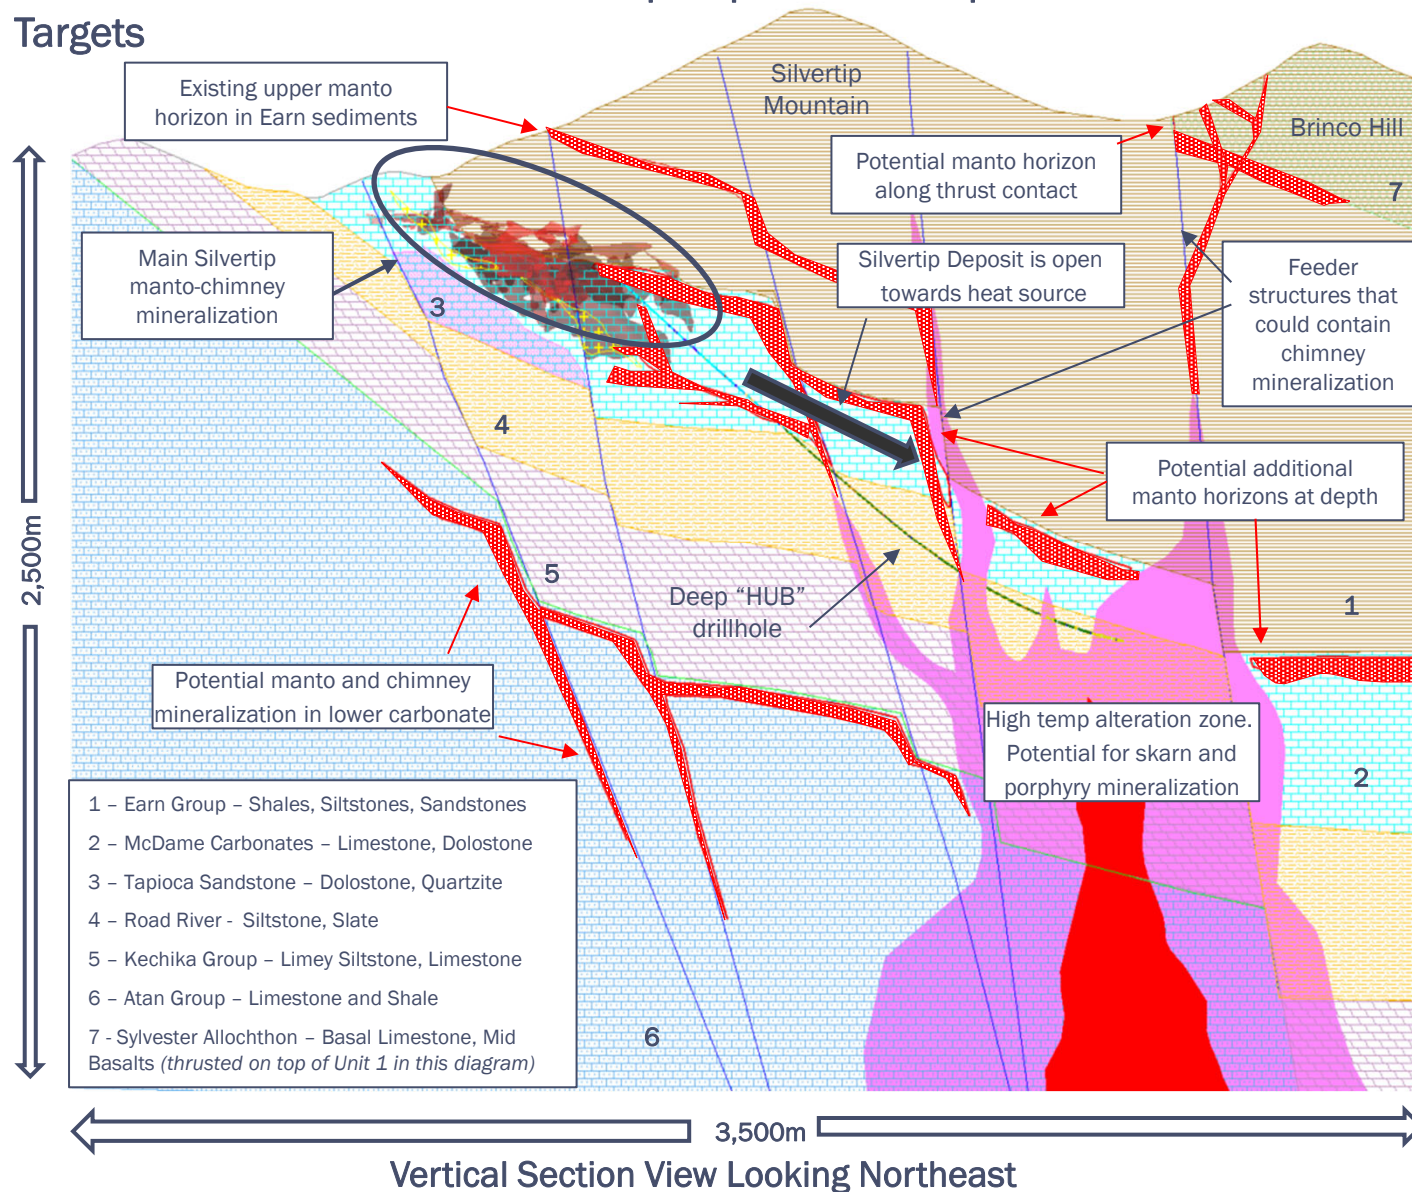 Targets
Existing upper manto
horizon in Earn sediments
Silvertip
Mountain
Brinco Hill
Potential manto horizon
along thrust contact
7
Main Silvertip
manto-chimney
mineralization
Silvertip Deposit is open
towards heat source
Feeder
structures that
could contain
chimney
mineralization
3
4
Potential additional
manto horizons at depth
2,500m
5
Deep “HUB”
drillhole
1
Potential manto and chimney
mineralization in lower carbonate
High temp alteration zone.
Potential for skarn and
porphyry mineralization
2
1 – Earn Group – Shales, Siltstones, Sandstones
2 – McDame Carbonates – Limestone, Dolostone
3 – Tapioca Sandstone – Dolostone, Quartzite
4 – Road River - Siltstone, Slate
5 – Kechika Group – Limey Siltstone, Limestone
6 – Atan Group – Limestone and Shale
7 - Sylvester Allochthon – Basal Limestone, Mid
Basalts (thrusted on top of Unit 1 in this diagram)
6
3,500m
Vertical Section View Looking Northeast